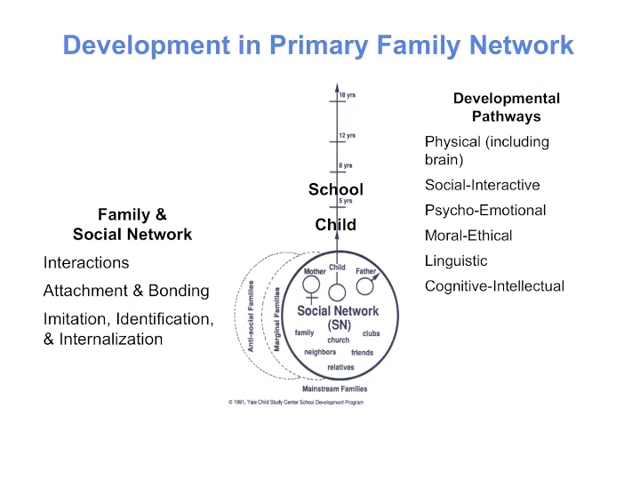 Development in Primary Family Network
Family &
Social Network
Interactions
Attachment & Bonding
Imitation, Identification,
& Internalization
18 yrs
12 yrs
8 yrs
School
5 yrs
Child
Mother
Child
Father
Social Network
(SN)
family
clubs
church
neighbors
friends
relatives
Anti-social Families
Marginal Families
Mainstream Families
© 1991, Yale Child Study Center School Development Program
Developmental
Pathways
Physical (including
brain)
Social-Interactive
Psycho-Emotional
Moral-Ethical
Linguistic
Cognitive-Intellectual